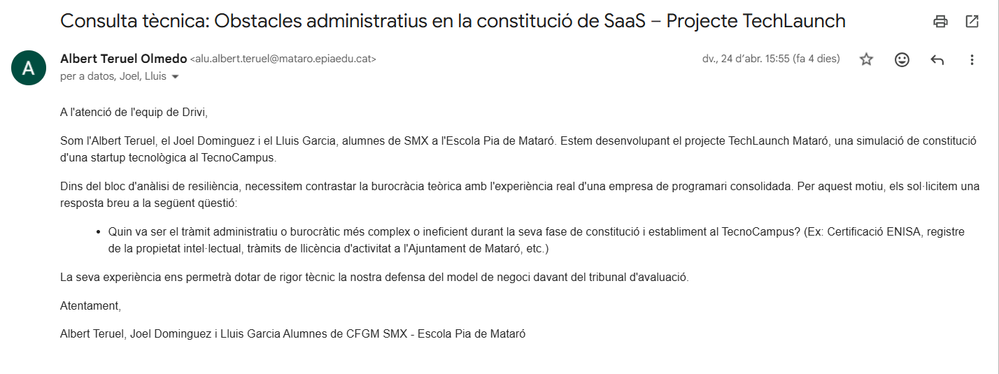 Consulta tècnica: Obstacles administratius en la constitució de SaaS – Projecte TechLaunch
A
Albert Teruel Olmedo <alu.albert.teruel@mataro.epiaedu.cat>
dv., 24 d’abr. 15:55 (fa 4 dies)
per a datos, Joel, Lluis
A l'atenció de l'equip de Drivi,
Som l'Albert Teruel, el Joel Dominguez i el Lluis Garcia, alumnes de SMX a l'Escola Pia de Mataró. Estem desenvolupant el projecte TechLaunch Mataró, una simulació de constitució
d'una startup tecnològica al TecnoCampus.
Dins del bloc d'anàlisi de resiliència, necessitem contrastar la burocràcia teòrica amb l'experiència real d'una empresa de programari consolidada. Per aquest motiu, els sol·licitem una
resposta breu a la següent qüestió:
• Quin va ser el tràmit administratiu o burocràtic més complex o ineficient durant la seva fase de constitució i establiment al TecnoCampus? (Ex: Certificació ENISA, registre
de la propietat intel·lectual, tràmits de llicència d'activitat a l'Ajuntament de Mataró, etc.)
La seva experiència ens permetrà dotar de rigor tècnic la nostra defensa del model de negoci davant del tribunal d'avaluació.
Atentament,
Albert Teruel, Joel Dominguez i Lluis Garcia Alumnes de CFGM SMX - Escola Pia de Mataró